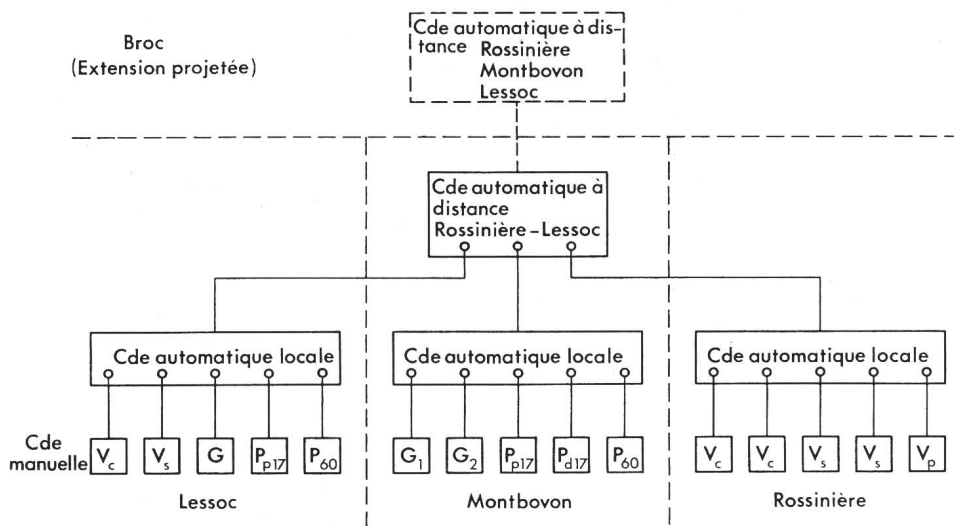 Broc
(Extension projetée)
Cde automatique à dis-
tance Rossinière
Montbovon
Lessoc
Cde automatique à
distance
Rossinière – Lessoc
Cde automatique locale
Cde automatique locale
Cde automatique locale
Cde
manuelle
Vc Vs G Pp17 P60
G1 G2 Pp17 Pd17 P60
Vc Vc Vs Vs Vp
Lessoc
Montbovon
Rossinière